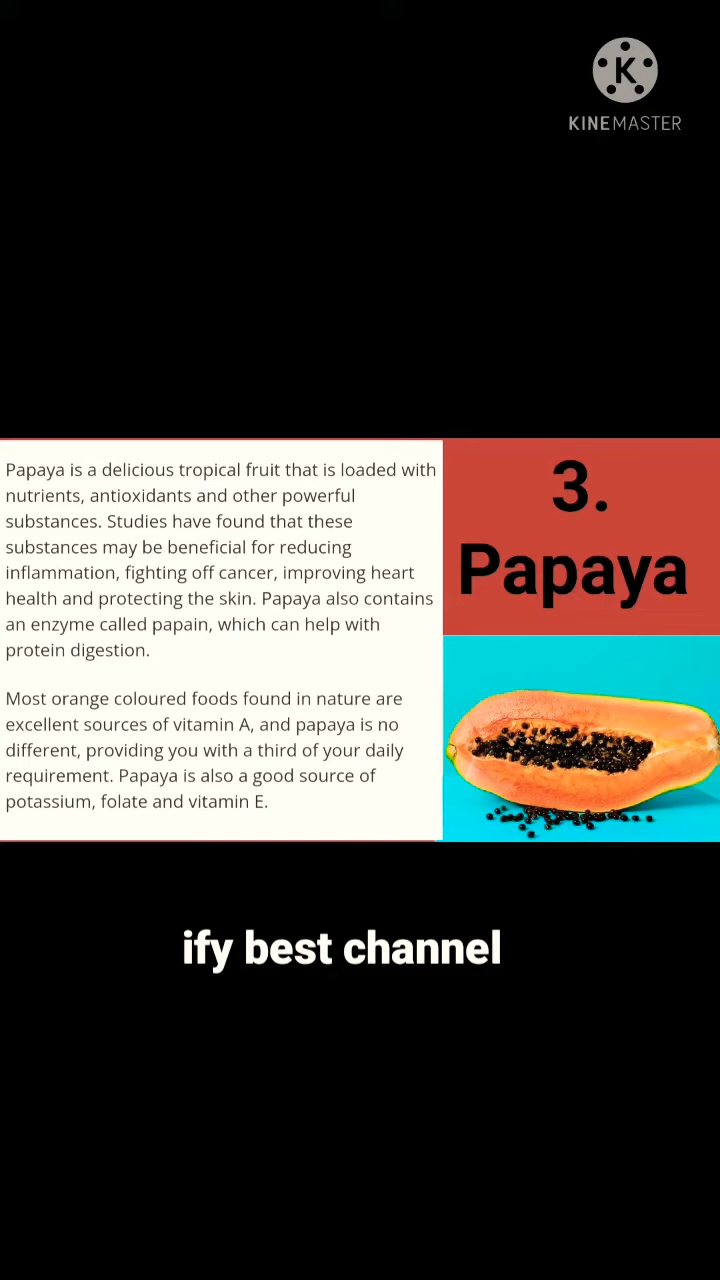 K
KINEMASTER
Papaya is a delicious tropical fruit that is loaded with
nutrients, antioxidants and other powerful
substances. Studies have found that these
substances may be beneficial for reducing
inflammation, fighting off cancer, improving heart
health and protecting the skin. Papaya also contains
an enzyme called papain, which can help with
protein digestion.
Most orange coloured foods found in nature are
excellent sources of vitamin A, and papaya is no
different, providing you with a third of your daily
requirement. Papaya is also a good source of
potassium, folate and vitamin E.
3.
Papaya
ify best channel